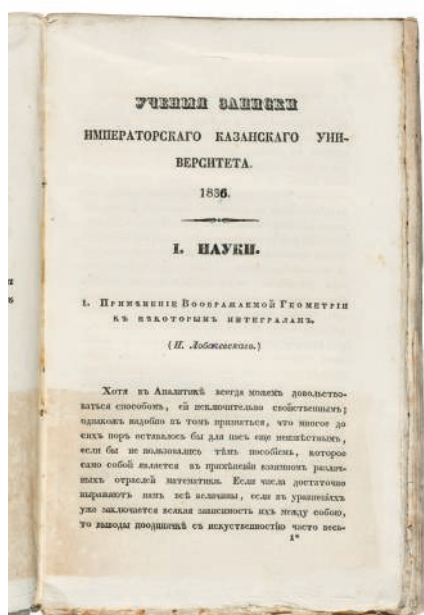 УЧЕНЫЯ ЗАПИСКИ
ИМПЕРАТОРСКАГО КАЗАНСКАГО УНИ-
ВЕРСИТЕТА.
1836.
I. НАУКИ.
1. Примѣненіе Воображаемой Геометріи
къ нѣкоторымъ интеграламъ.
(Н. Лобачевскаго.)
Хотя въ Аналитикѣ всегда можемъ довольство-
ваться способомъ, ей исключительно свойственнымъ;
однакожъ надобно въ томъ признаться, что многое до
сихъ поръ оставалось бы для насъ еще неизвѣстнымъ,
если бы не пользовались тѣмъ пособіемъ, которое
само собой является въ примѣненіи взаимномъ различ-
ныхъ отраслей математики. Если числа достаточно
выражаютъ намъ всѣ величины, если въ уравненіяхъ
уже заключается всякая зависимость ихъ между собою,
то выводы поодиначкѣ съ искуственностію часто весь-
1*